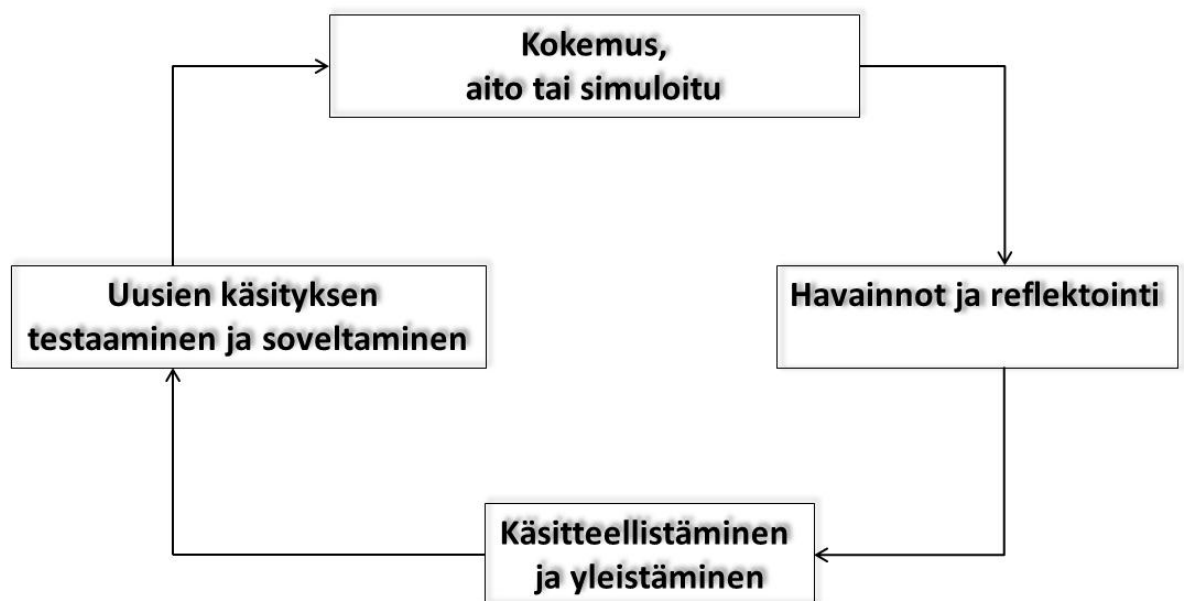 Kokemus,
aito tai simuloitu
Uusien käsityksen
testaaminen ja soveltaminen
Havainnot ja reflektointi
Käsitteellistäminen
ja yleistäminen